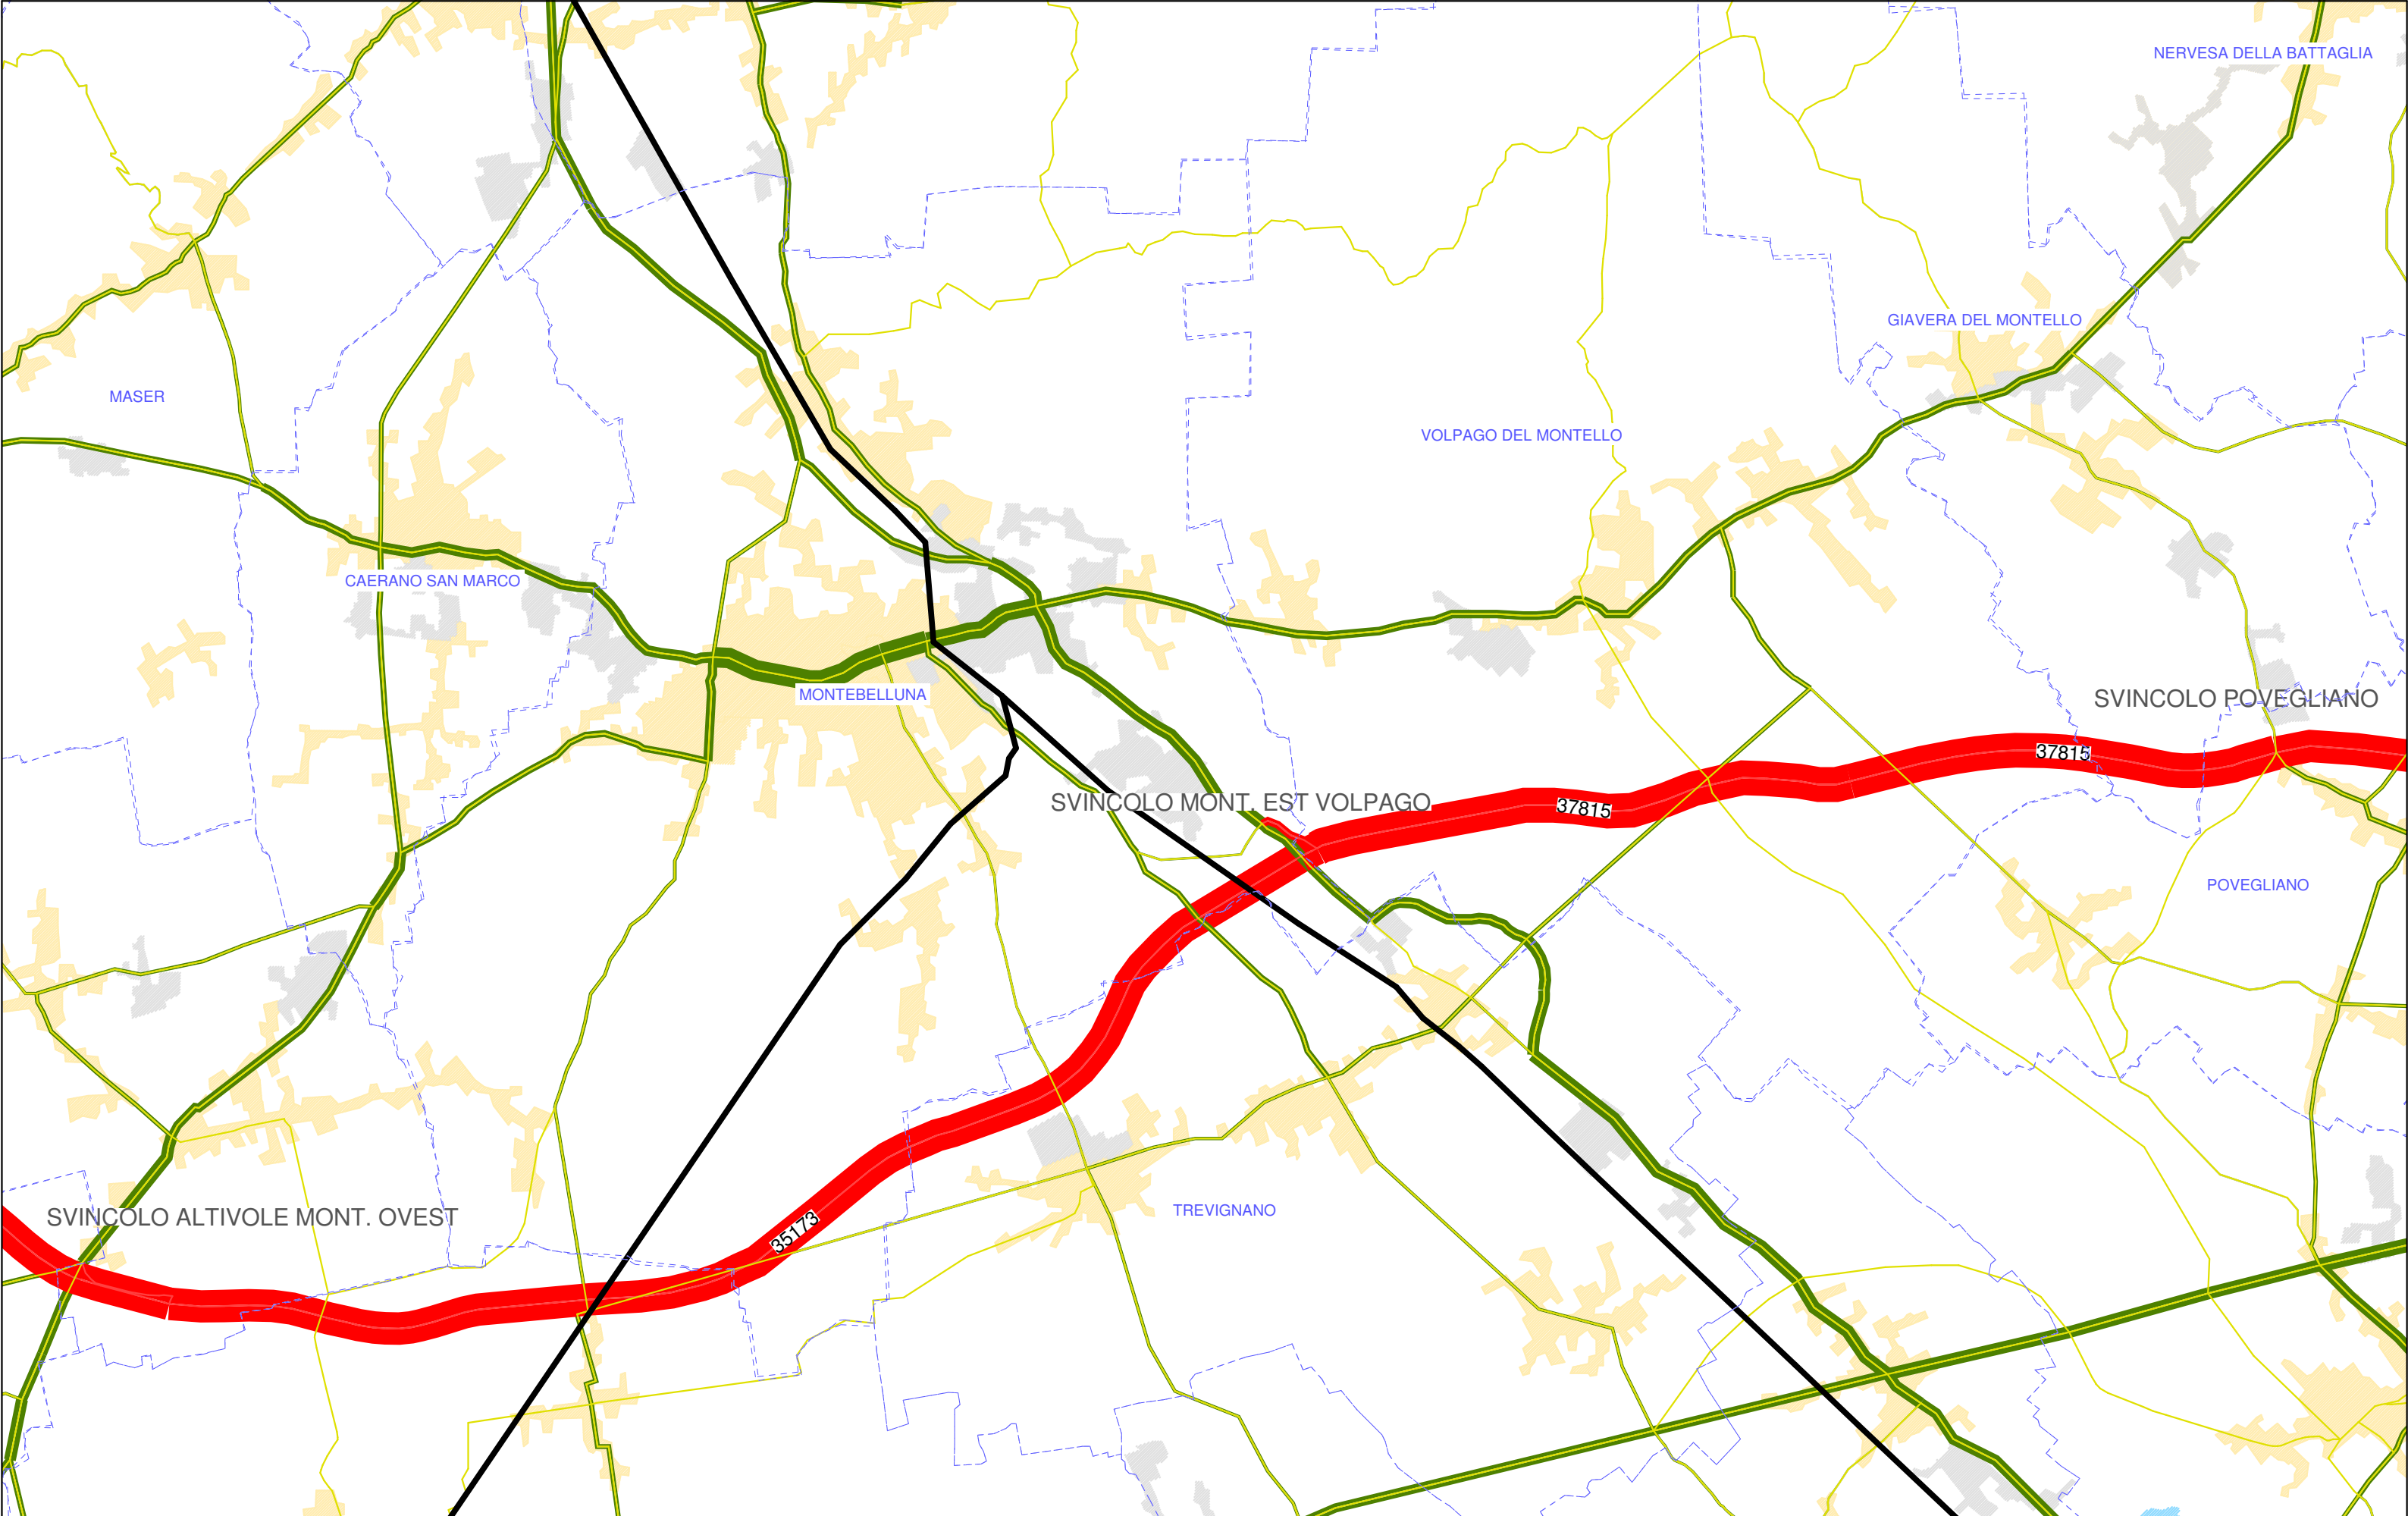 NERVESA DELLA BATTAGLIA
GIAVERA DEL MONTELLO
MASER
VOLPAGO DEL MONTELLO
CAERANO SAN MARCO
MONTEBELLUNA
SVINCOLO POVEGLIANO
37815
SVINCOLO MONT. EST VOLPAGO
37815
POVEGLIANO
TREVIGNANO
SVINCOLO ALTIVOLE MONT. OVEST
35173